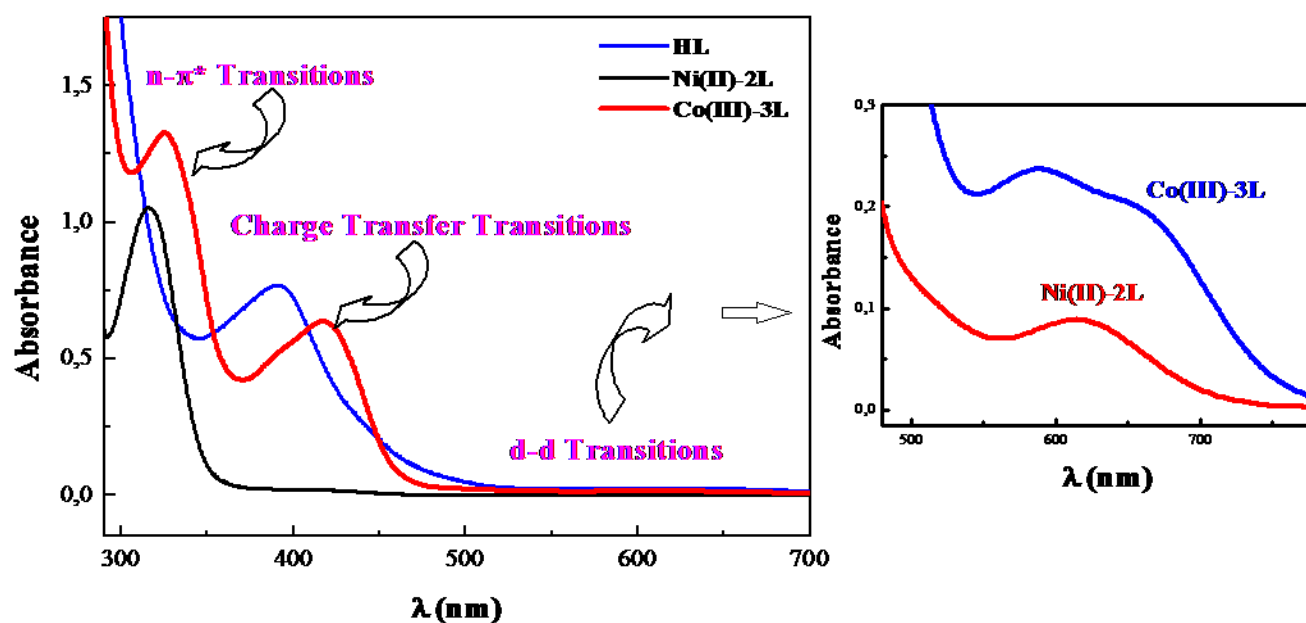 HL
Ni(II)-2L
Co(III)-3L
n-π* Transitions
Charge Transfer Transitions
d-d Transitions
Absorbance
1,5
1,0
0,5
0,0
300
400
500
600
700
λ (nm)
Absorbance
0,3
0,2
0,1
0,0
Co(III)-3L
Ni(II)-2L
500
600
700
λ (nm)